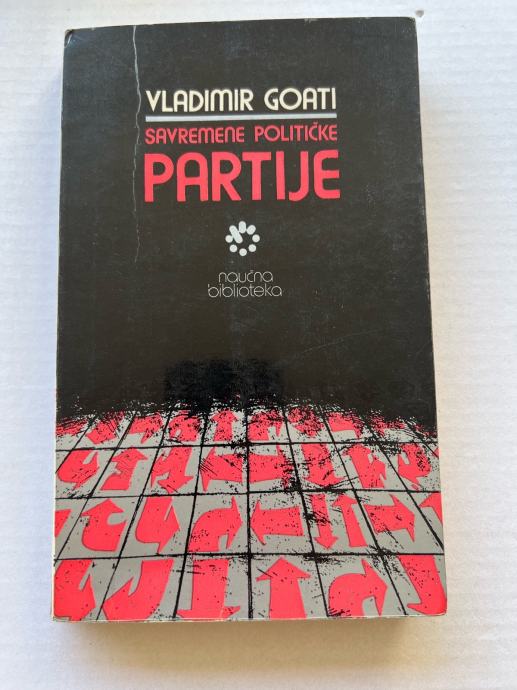 VLADIMIR GOATI
SAVREMENE POLITIČKE
PARTIJE
naučna
biblioteka